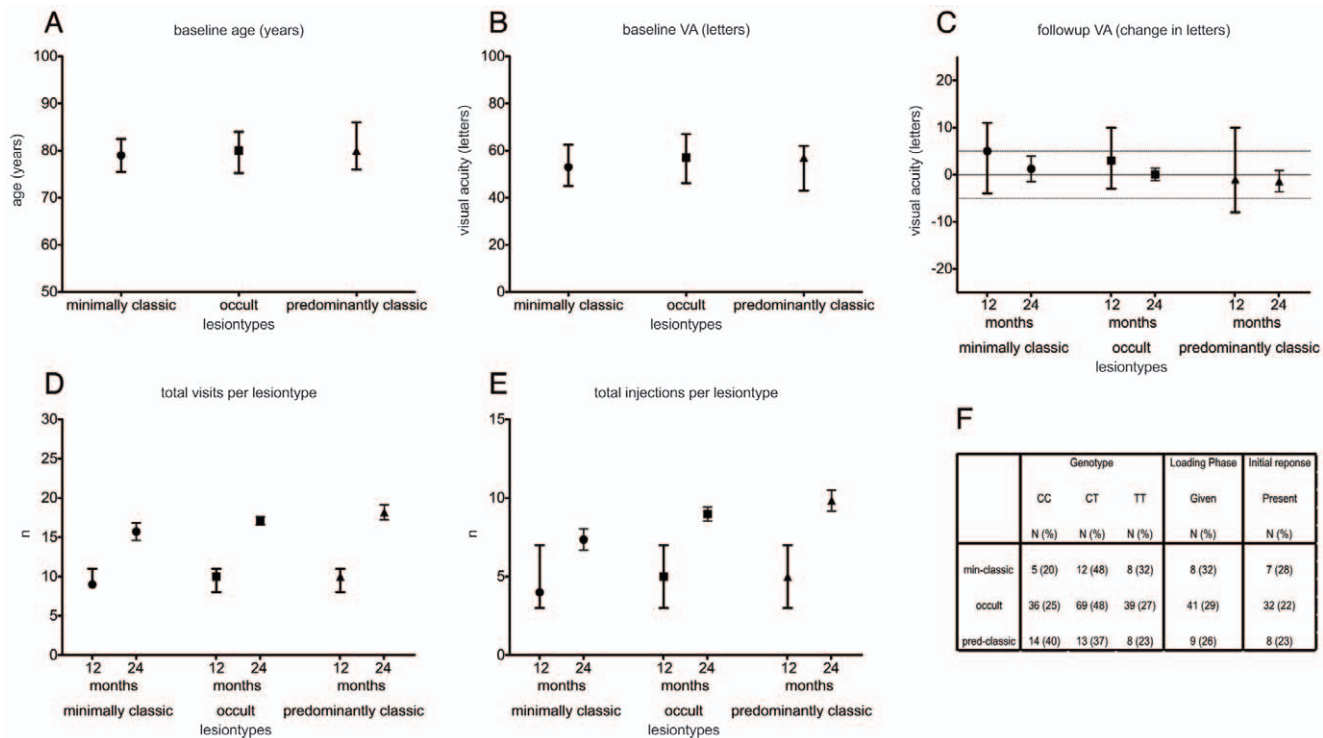 A
baseline age (years)
100
90
80
70
60
50
age (years)
minimally classic occult predominantly classic
lesiontypes
B
baseline VA (letters)
100
80
60
40
20
0
visual acuity (letters)
minimally classic occult predominantly classic
lesiontypes
C
followup VA (change in letters)
20
10
0
-10
-20
visual acuity (letters)
12 24 12 24 12 24
months months months
minimally classic occult predominantly classic
lesiontypes
D
total visits per lesiontype
30
25
20
15
10
5
0
n
12 24 12 24 12 24
months months months
minimally classic occult predominantly classic
lesiontypes
E
total injections per lesiontype
15
10
5
0
n
12 24 12 24 12 24
months months months
minimally classic occult predominantly classic
lesiontypes
F
Genotype Loading Phase Initial reponse
CC CT TT Given Present
N (%) N (%) N (%) N (%) N (%)
min-classic 5 (20) 12 (48) 8 (32) 8 (32) 7 (28)
occult 36 (25) 69 (48) 39 (27) 41 (29) 32 (22)
pred-classic 14 (40) 13 (37) 8 (23) 9 (26) 8 (23)